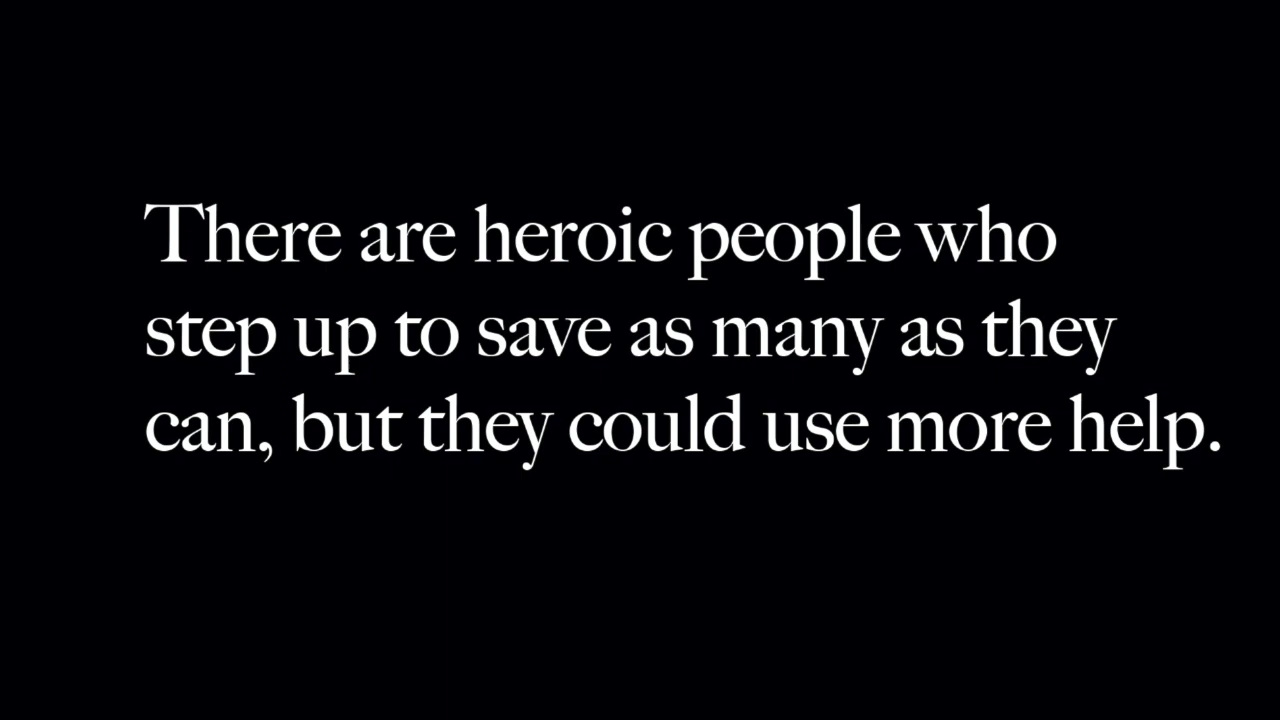 There are heroic people who
step up to save as many as they
can, but they could use more help.